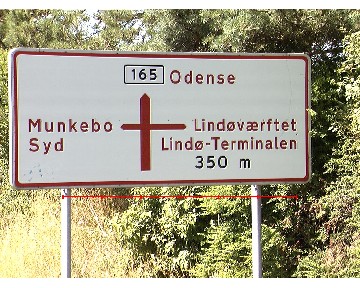 165 Odense
Munkebo Lindøværftet
Syd Lindø-Terminalen
350 m